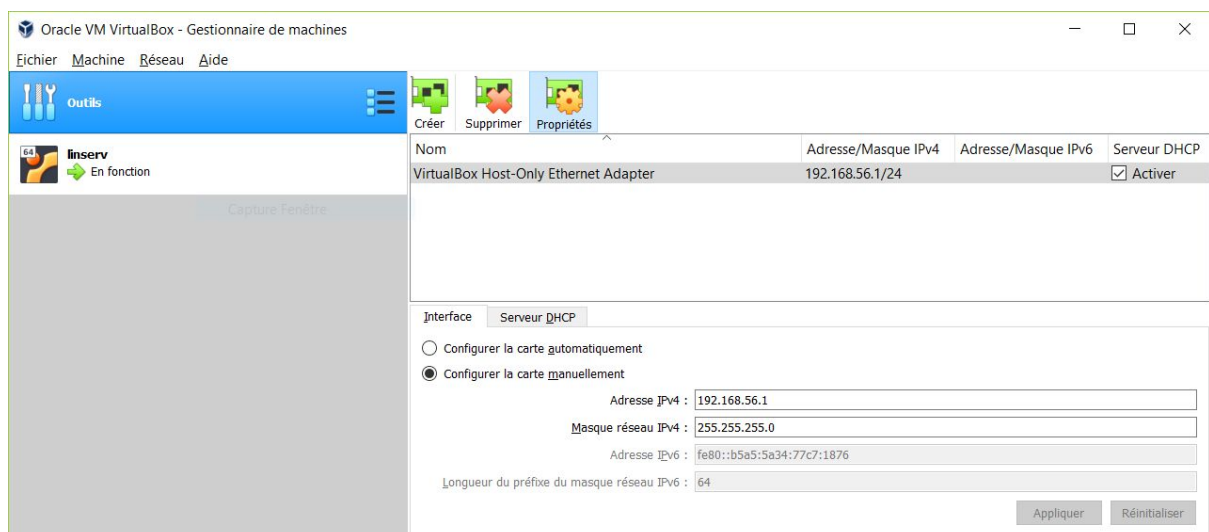 Oracle VM VirtualBox - Gestionnaire de machines
Fichier Machine Réseau Aide
Outils
Créer Supprimer Propriétés
64
linserv
En fonction
Capture Fenêtre
Nom Adresse/Masque IPv4 Adresse/Masque IPv6 Serveur DHCP
VirtualBox Host-Only Ethernet Adapter 192.168.56.1/24 Activer
Interface Serveur DHCP
Configurer la carte automatiquement
Configurer la carte manuellement
Adresse IPv4 : 192.168.56.1
Masque réseau IPv4 : 255.255.255.0
Adresse IPv6 : fe80::b5a5:5a34:77c7:1876
Longueur du préfixe du masque réseau IPv6 : 64
Appliquer Réinitialiser